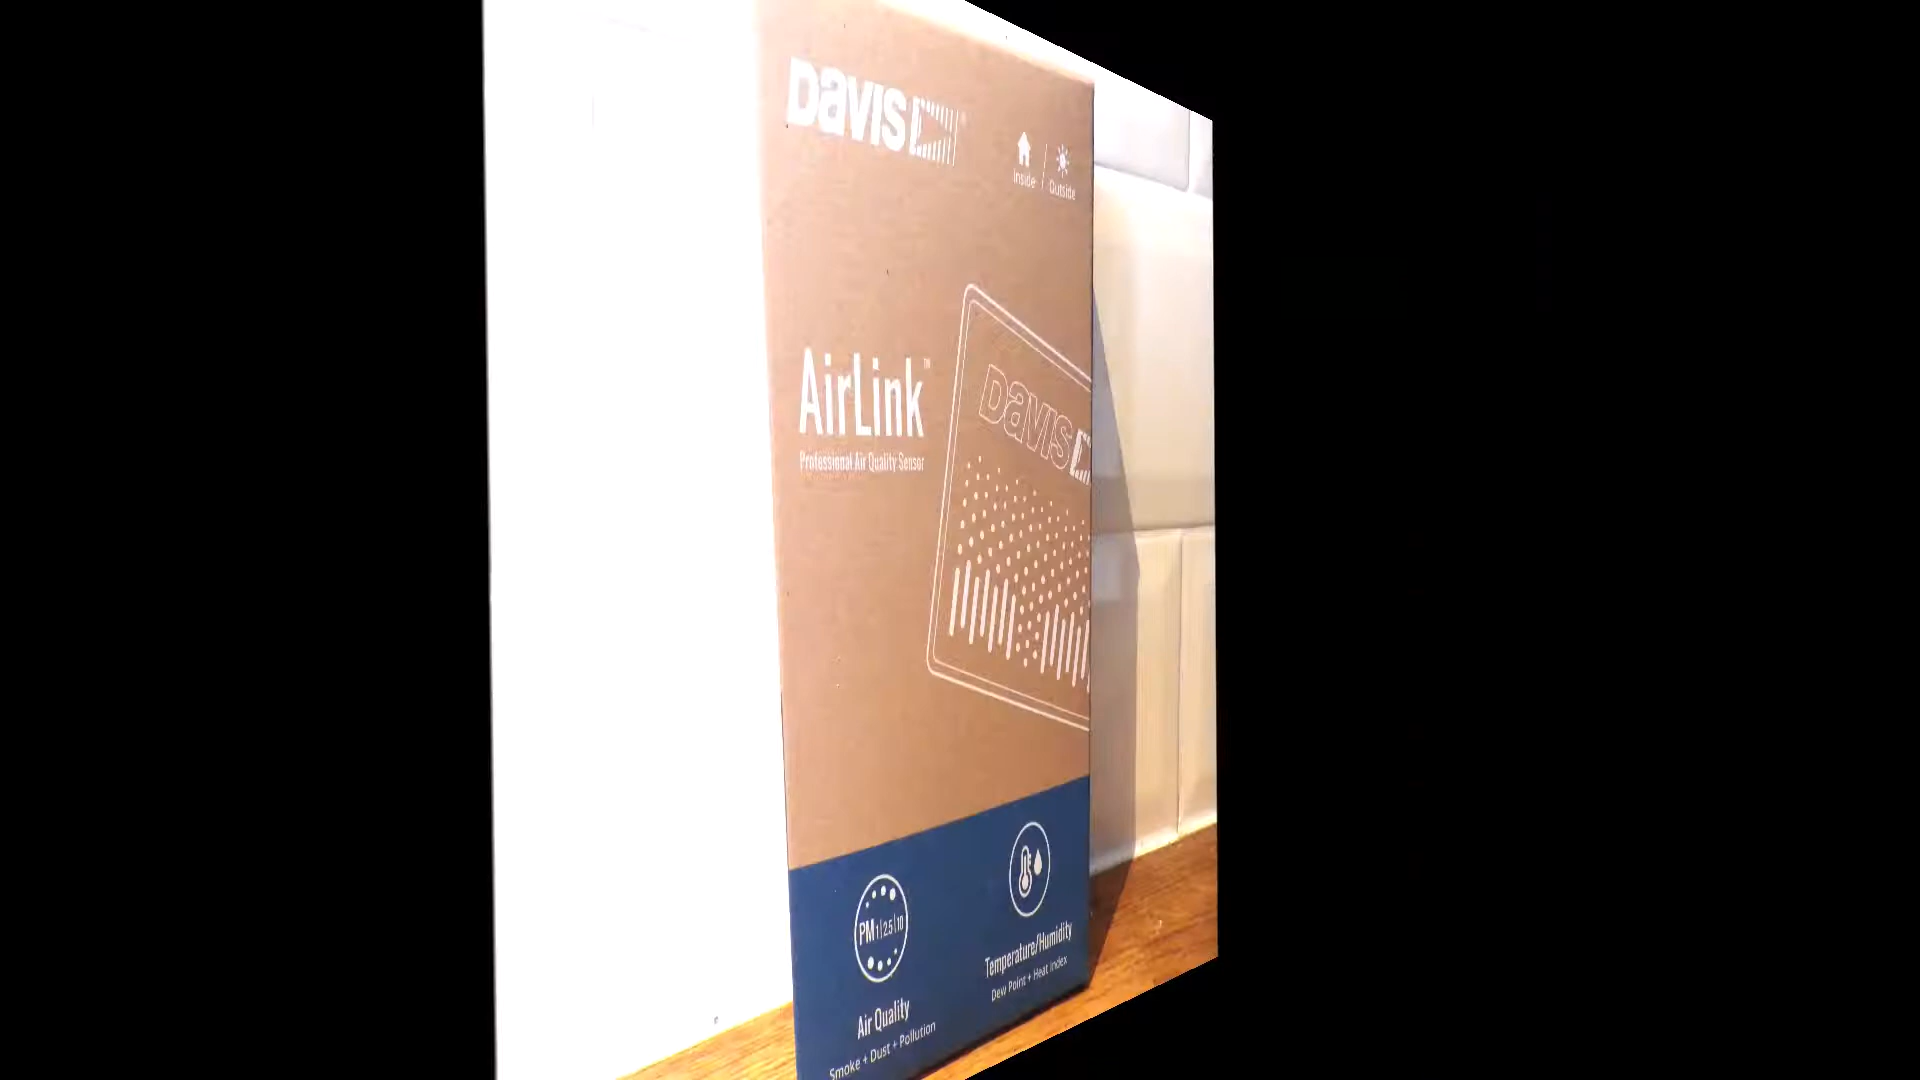 DAVIS
Inside | Outside
AirLink™
Professional Air Quality Sensor
DAVIS
PM 1 | 2.5 | 10
Air Quality
Smoke + Dust + Pollution
Temperature/Humidity
Dew Point + Heat Index